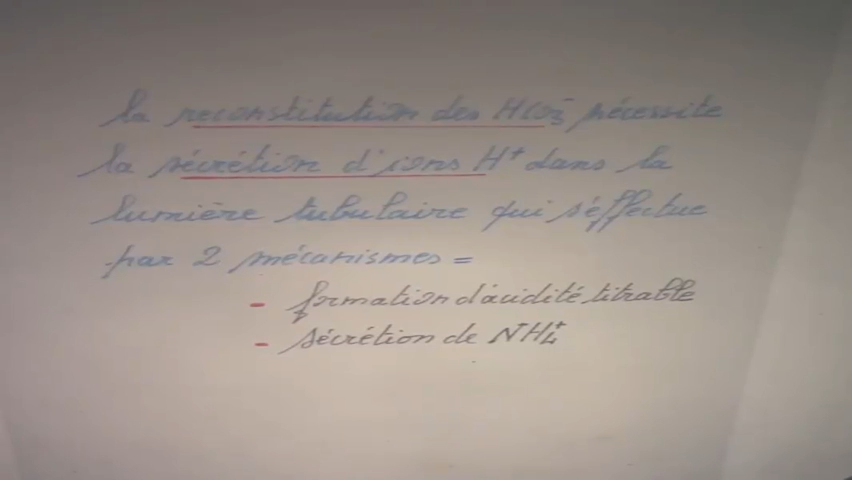 la reconstitution des HCO3- nécessite
la sécrétion d'ions H+ dans la
lumière tubulaire qui s'effectue
par 2 mécanismes =
- formation d'acidité titrable
- sécrétion de NH4+